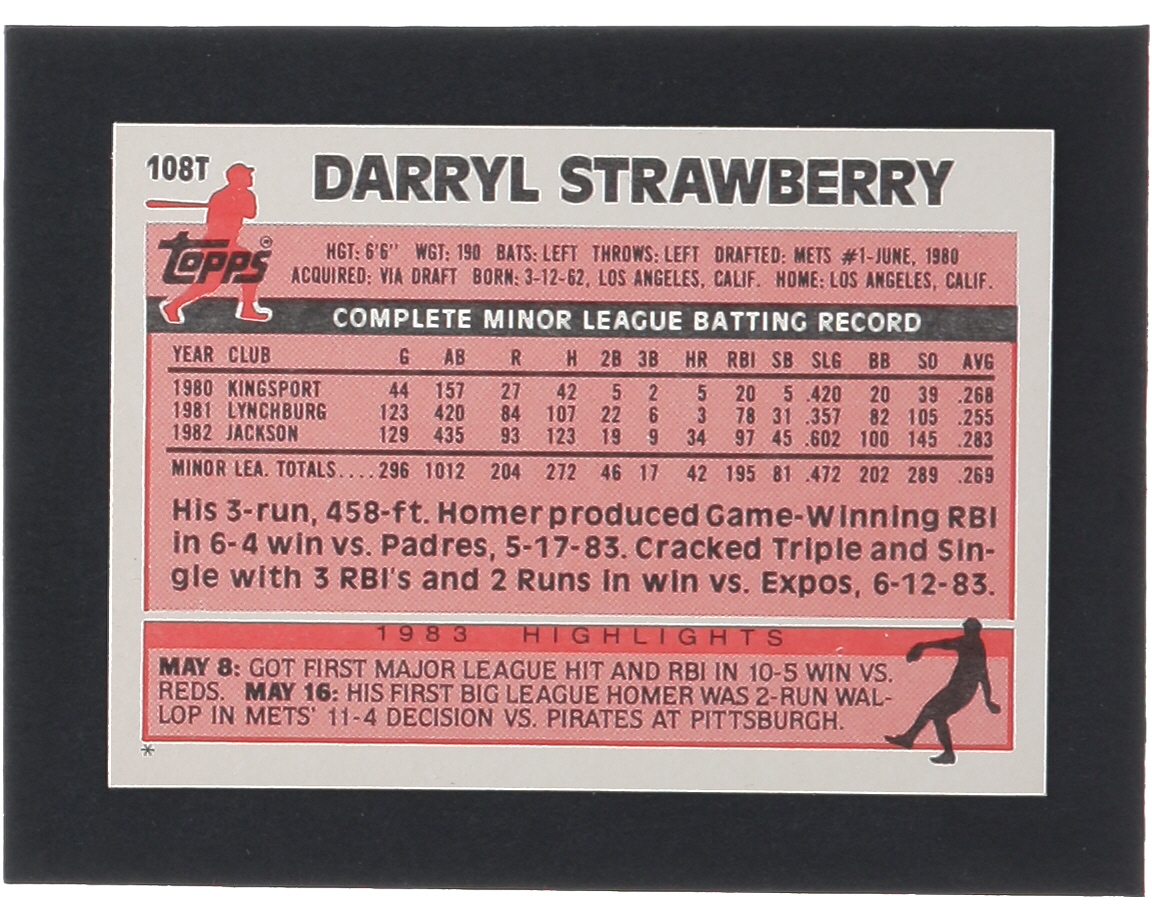 108T
DARRYL STRAWBERRY
Topps®
HGT: 6'6" WGT: 190 BATS: LEFT THROWS: LEFT DRAFTED: METS #1-JUNE, 1980
ACQUIRED: VIA DRAFT BORN: 3-12-62, LOS ANGELES, CALIF. HOME: LOS ANGELES, CALIF.
COMPLETE MINOR LEAGUE BATTING RECORD
YEAR CLUB G AB R H 2B 3B HR RBI SB SLG BB SO AVG
1980 KINGSPORT 44 157 27 42 5 2 5 20 5 .420 20 39 .268
1981 LYNCHBURG 123 420 84 107 22 6 3 78 31 .357 82 105 .255
1982 JACKSON 129 435 93 123 19 9 34 97 45 .602 100 145 .283
MINOR LEA. TOTALS....296 1012 204 272 46 17 42 195 81 .472 202 289 .269
His 3-run, 458-ft. Homer produced Game-Winning RBI
in 6-4 win vs. Padres, 5-17-83. Cracked Triple and Sin-
gle with 3 RBI's and 2 Runs in win vs. Expos, 6-12-83.
1983 HIGHLIGHTS
MAY 8: GOT FIRST MAJOR LEAGUE HIT AND RBI IN 10-5 WIN VS.
REDS. MAY 16: HIS FIRST BIG LEAGUE HOMER WAS 2-RUN WAL-
LOP IN METS' 11-4 DECISION VS. PIRATES AT PITTSBURGH.
*